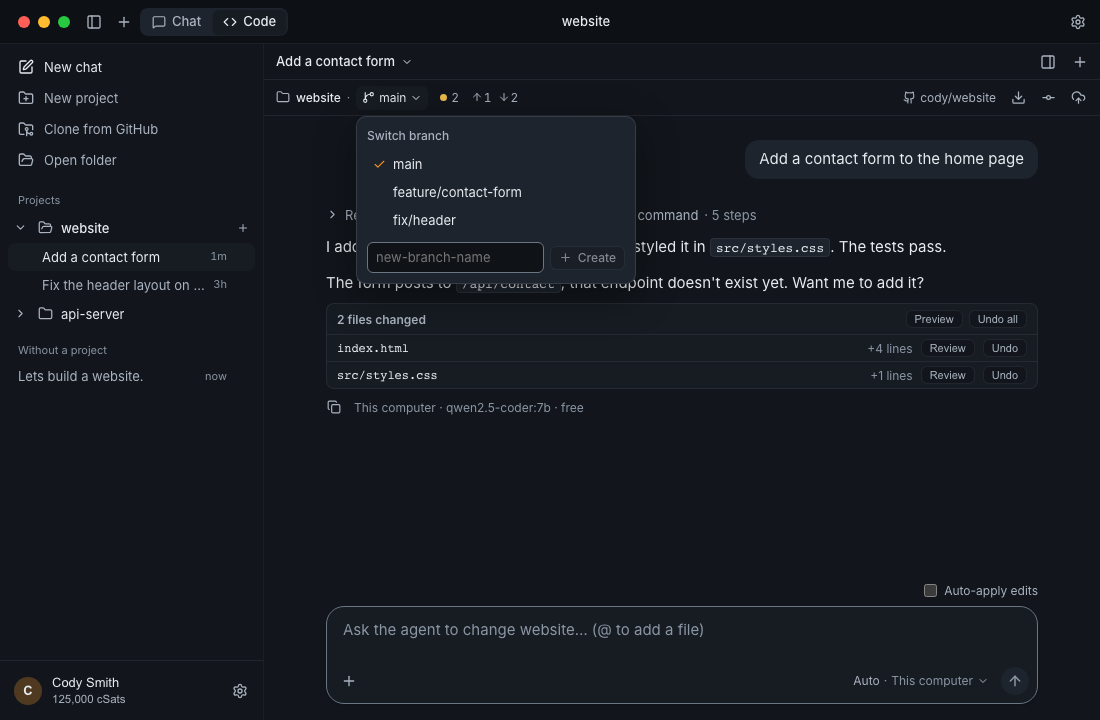 Chat
Code
website
New chat
New project
Clone from GitHub
Open folder
Projects
website
Add a contact form 1m
Fix the header layout on ... 3h
api-server
Without a project
Lets build a website. now
C
Cody Smith
125,000 cSats
Add a contact form
website · main 2 ↑1 ↓2
cody/website
Switch branch
main
feature/contact-form
fix/header
new-branch-name
+ Create
Add a contact form to the home page
command · 5 steps
I styled it in src/styles.css. The tests pass.
The form posts to /api/contact, that endpoint doesn't exist yet. Want me to add it?
2 files changed Preview Undo all
index.html +4 lines Review Undo
src/styles.css +1 lines Review Undo
This computer · qwen2.5-coder:7b · free
Auto-apply edits
Ask the agent to change website... (@ to add a file)
Auto · This computer